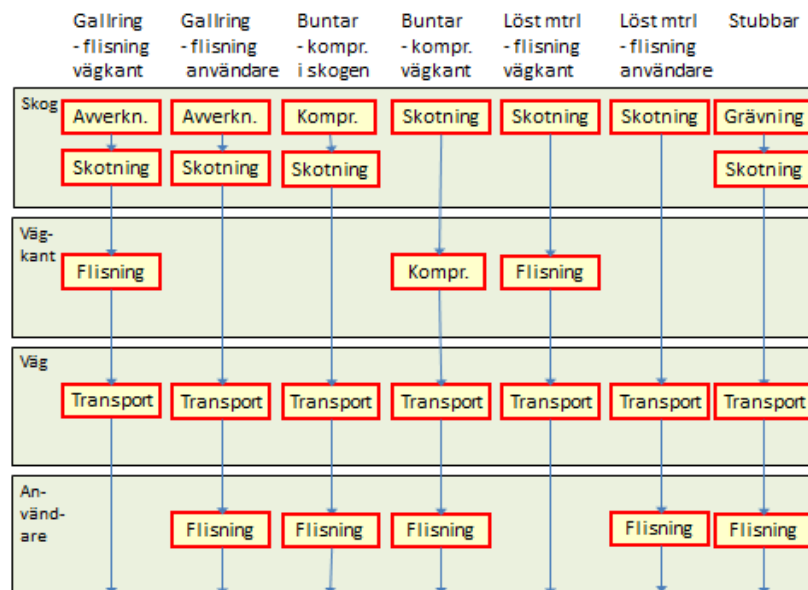 Gallring
- flisning
vägkant
Gallring
- flisning
användare
Buntar
- kompr.
i skogen
Buntar
- kompr.
vägkant
Löst mtrl
- flisning
vägkant
Löst mtrl
- flisning
användare
Stubbar
Skog
Avverkn.
Avverkn.
Kompr.
Skotning
Skotning
Skotning
Grävning
Skotning
Skotning
Skotning
Skotning
Väg-
kant
Flisning
Kompr.
Flisning
Väg
Transport
Transport
Transport
Transport
Transport
Transport
Transport
An-
vänd-
are
Flisning
Flisning
Flisning
Flisning
Flisning